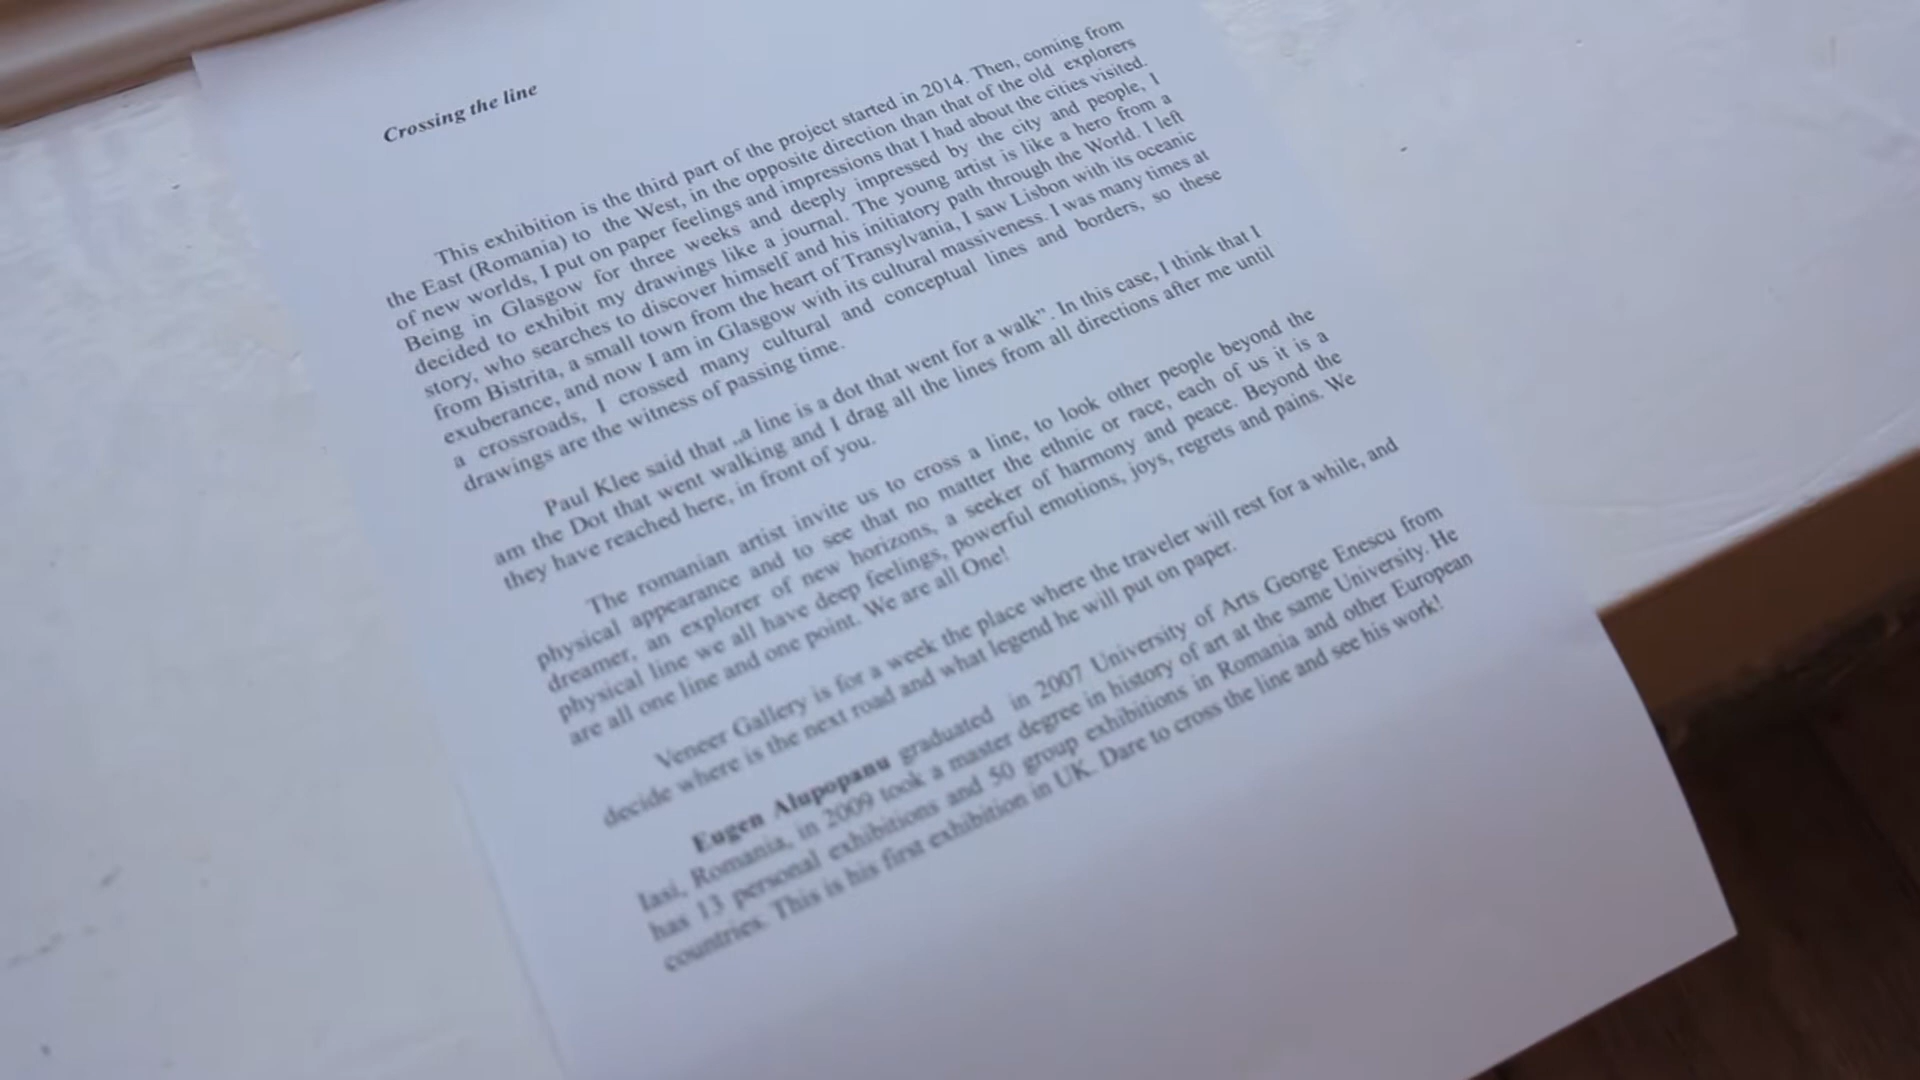 Crossing the line
This exhibition is the third part of the project started in 2014. Then, coming from
the East (Romania) to the West, in the opposite direction than that of the old explorers
of new worlds, I put on paper feelings and impressions that I had about the cities visited.
Being in Glasgow for three weeks and deeply impressed by the city and people, I
decided to exhibit my drawings like a journal. The young artist is like a hero from a
story, who searches to discover himself and his initiatory path through the World. I left
from Bistrita, a small town from the heart of Transylvania, I saw Lisbon with its oceanic
exuberance, and now I am in Glasgow with its cultural massiveness. I was many times at
a crossroads, I crossed many cultural and conceptual lines and borders, so these
drawings are the witness of passing time.
Paul Klee said that „a line is a dot that went for a walk”. In this case, I think that I
am the Dot that went walking and I drag all the lines from all directions after me until
they have reached here, in front of you.
The romanian artist invite us to cross a line, to look other people beyond the
physical appearance and to see that no matter the ethnic or race, each of us it is a
dreamer, an explorer of new horizons, a seeker of harmony and peace. Beyond the
physical line we all have deep feelings, powerful emotions, joys, regrets and pains. We
are all one line and one point. We are all One!
Veneer Gallery is for a week the place where the traveler will rest for a while, and
decide where is the next road and what legend he will put on paper.
Eugen Alupopanu graduated in 2007 University of Arts George Enescu from
Iasi, Romania, in 2009 took a master degree in history of art at the same University. He
has 13 personal exhibitions and 50 group exhibitions in Romania and other European
countries. This is his first exhibition in UK. Dare to cross the line and see his work!